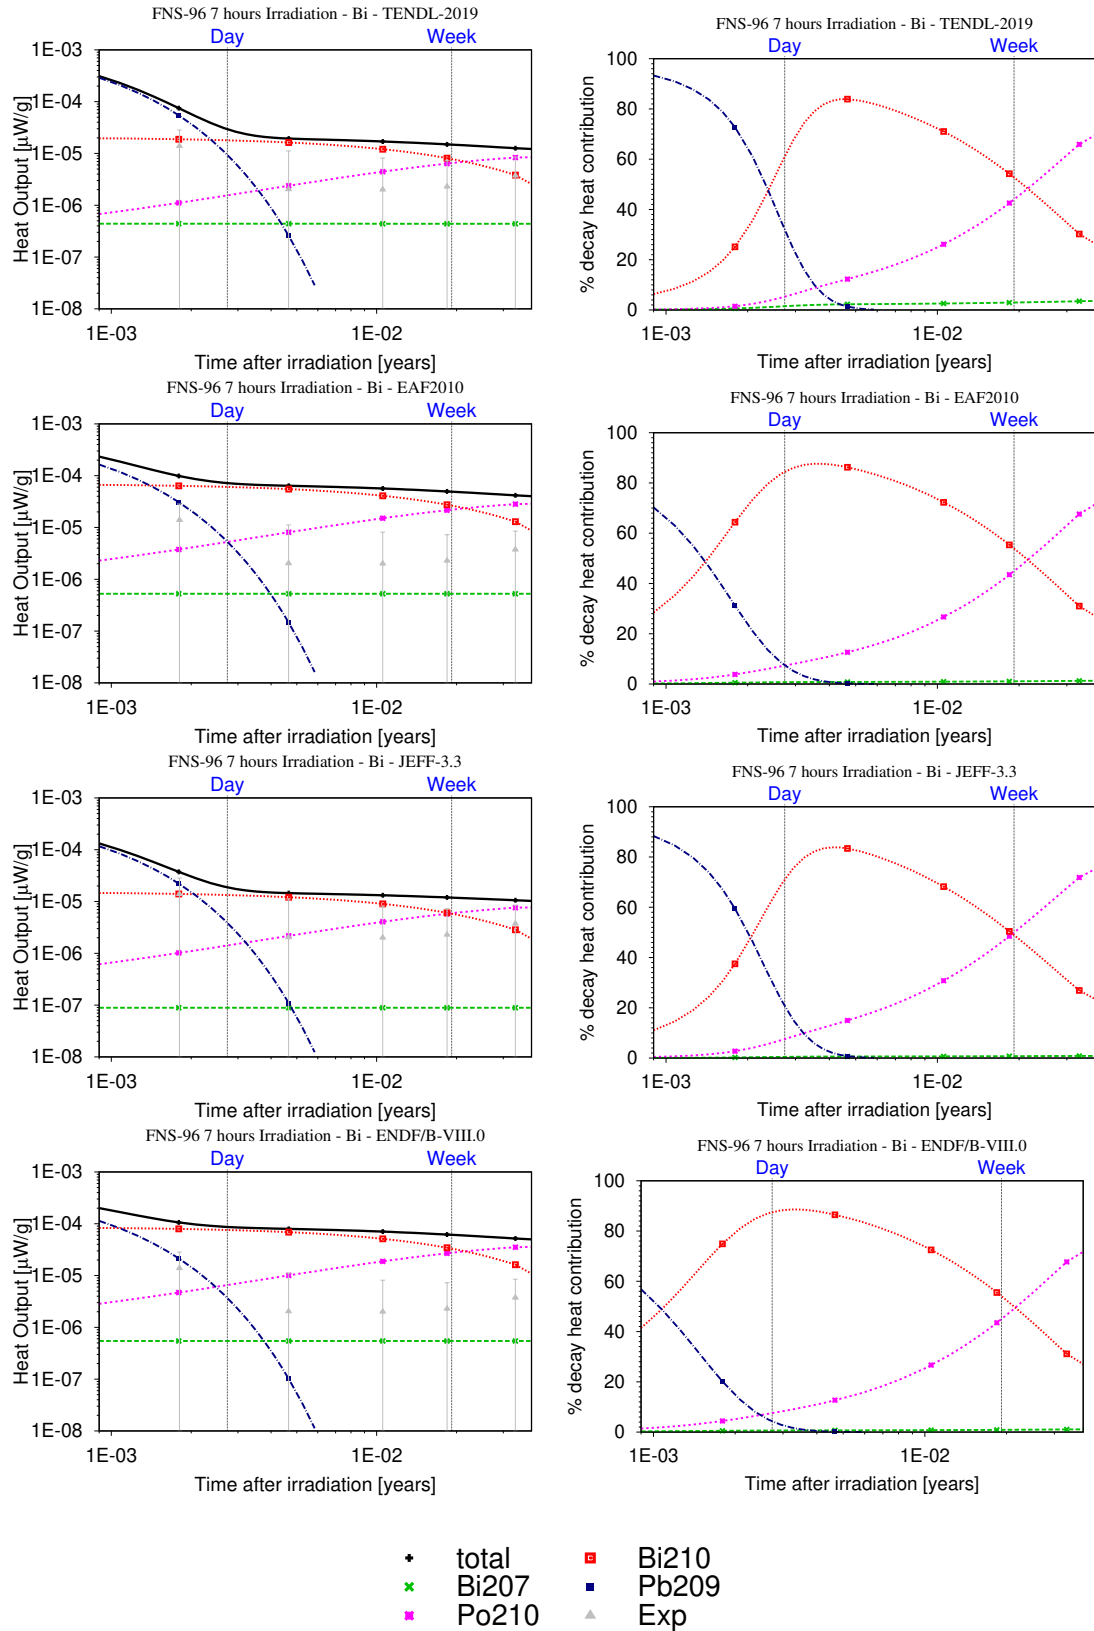 FNS-96 7 hours Irradiation - Bi - TENDL-2019
Day Week
1E-03
1E-04
1E-05
1E-06
1E-07
1E-08
Heat Output [µW/g]
1E-03 1E-02
Time after irradiation [years]
FNS-96 7 hours Irradiation - Bi - TENDL-2019
Day Week
100
80
60
40
20
0
% decay heat contribution
1E-03 1E-02
Time after irradiation [years]
FNS-96 7 hours Irradiation - Bi - EAF2010
Day Week
1E-03
1E-04
1E-05
1E-06
1E-07
1E-08
Heat Output [µW/g]
1E-03 1E-02
Time after irradiation [years]
FNS-96 7 hours Irradiation - Bi - EAF2010
Day Week
100
80
60
40
20
0
% decay heat contribution
1E-03 1E-02
Time after irradiation [years]
FNS-96 7 hours Irradiation - Bi - JEFF-3.3
Day Week
1E-03
1E-04
1E-05
1E-06
1E-07
1E-08
Heat Output [µW/g]
1E-03 1E-02
Time after irradiation [years]
FNS-96 7 hours Irradiation - Bi - JEFF-3.3
Day Week
100
80
60
40
20
0
% decay heat contribution
1E-03 1E-02
Time after irradiation [years]
FNS-96 7 hours Irradiation - Bi - ENDF/B-VIII.0
Day Week
1E-03
1E-04
1E-05
1E-06
1E-07
1E-08
Heat Output [µW/g]
1E-03 1E-02
Time after irradiation [years]
FNS-96 7 hours Irradiation - Bi - ENDF/B-VIII.0
Day Week
100
80
60
40
20
0
% decay heat contribution
1E-03 1E-02
Time after irradiation [years]
total Bi210
Bi207 Pb209
Po210 Exp